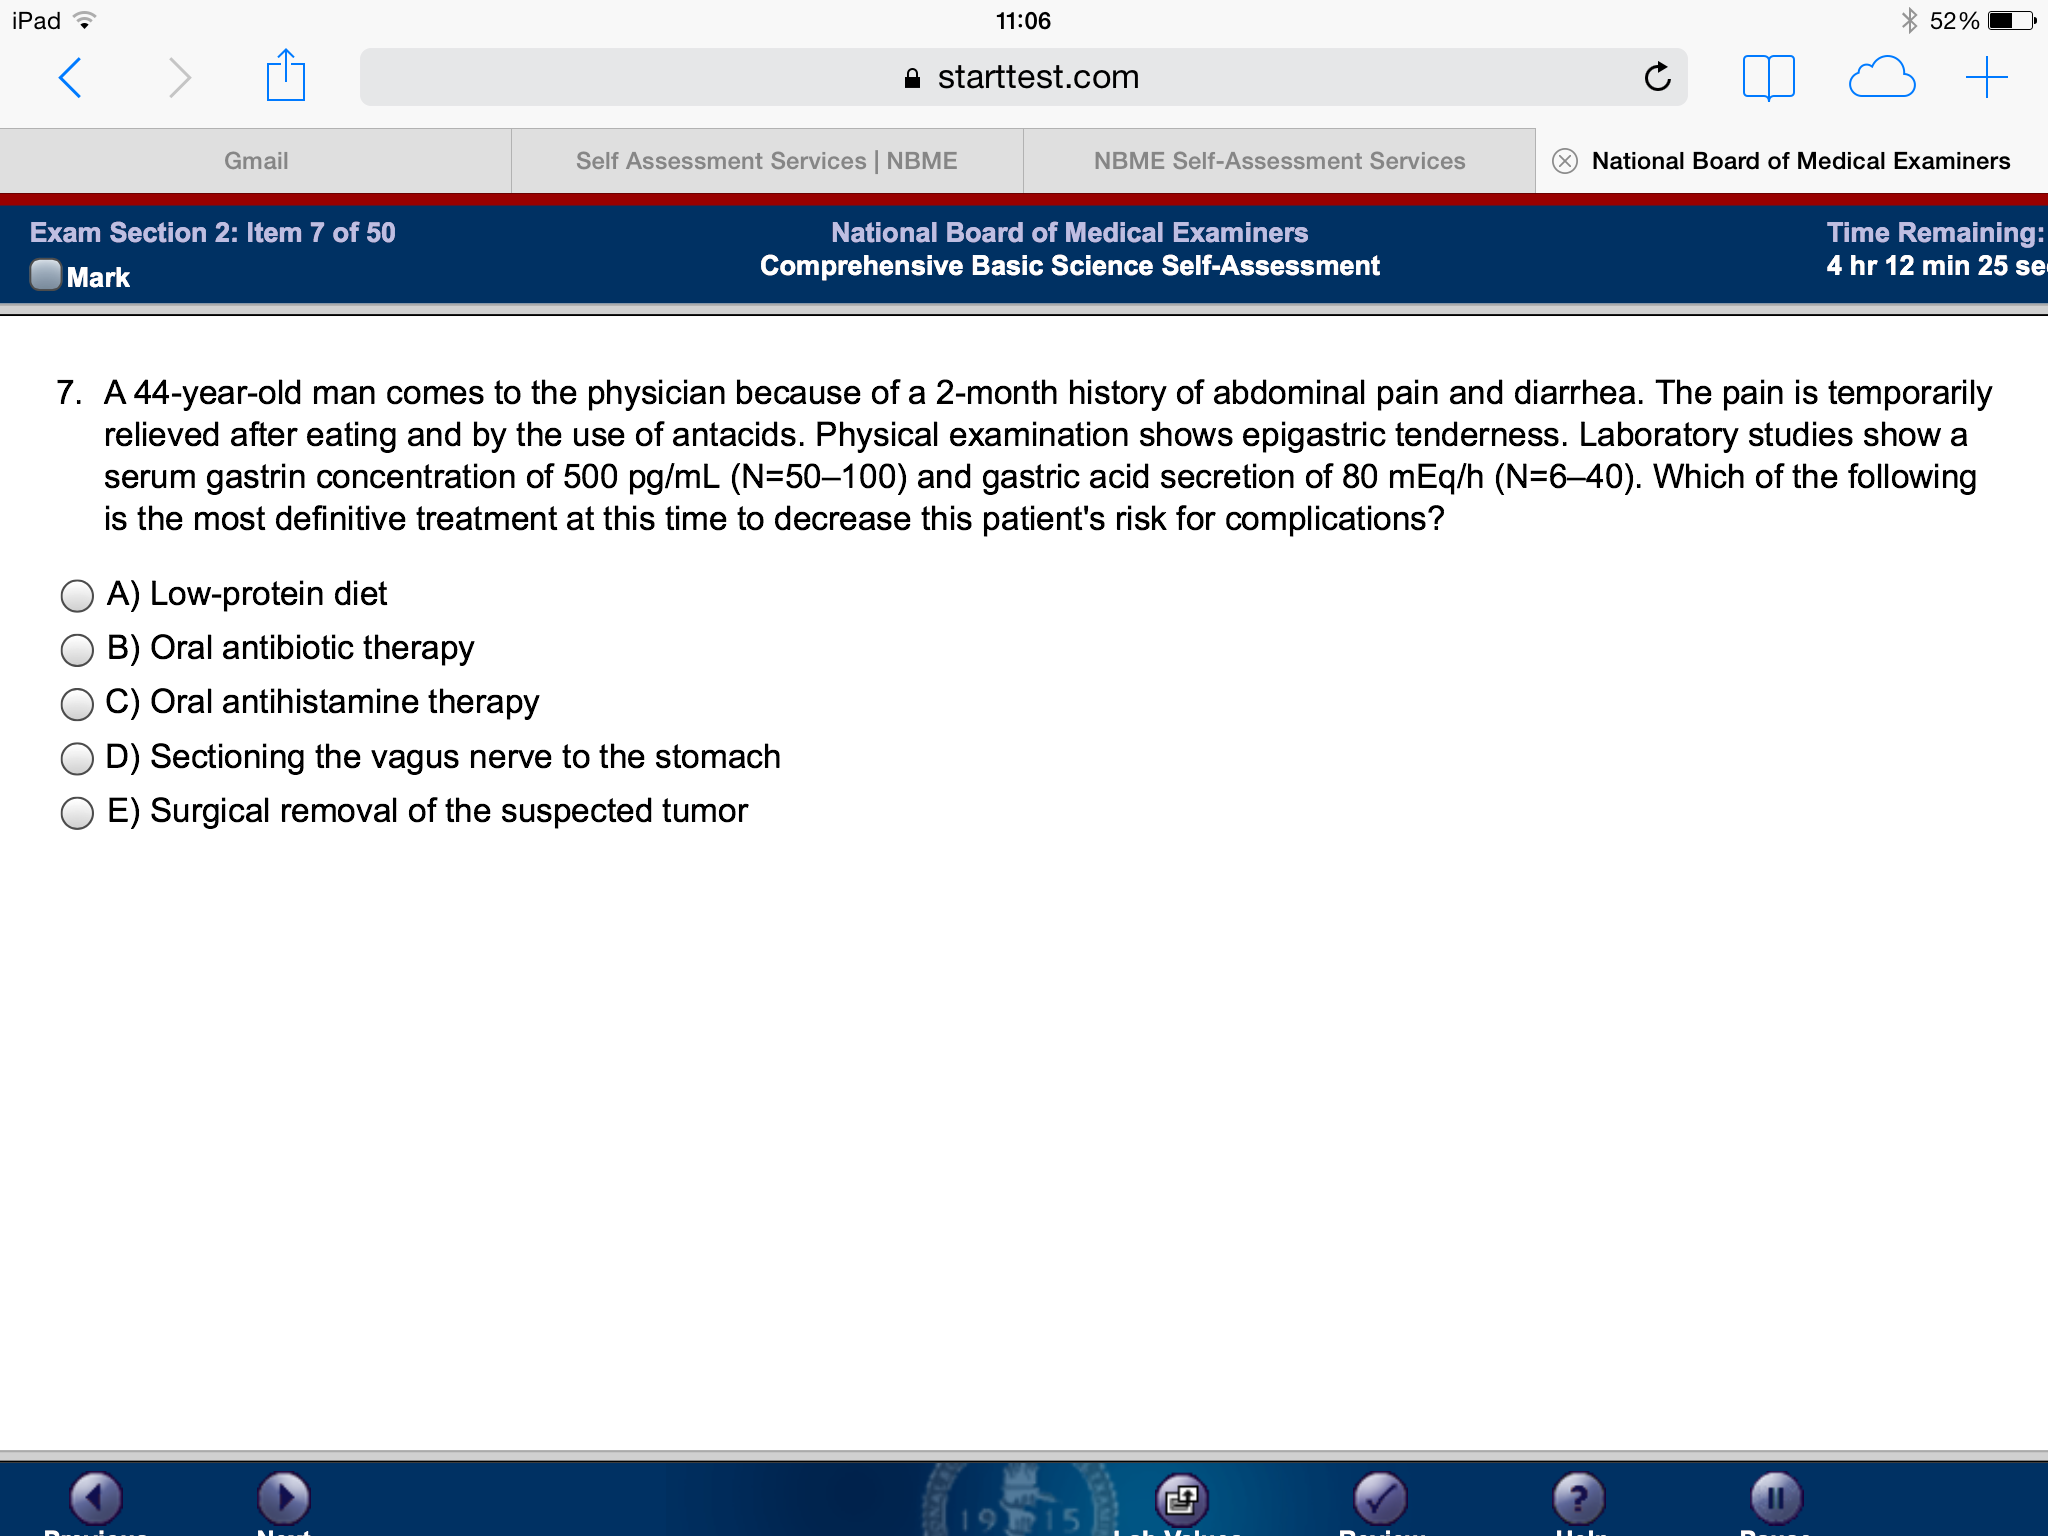 iPad 11:06 52%
starttest.com
Gmail Self Assessment Services | NBME NBME Self-Assessment Services National Board of Medical Examiners
Exam Section 2: Item 7 of 50 National Board of Medical Examiners Time Remaining:
Mark Comprehensive Basic Science Self-Assessment 4 hr 12 min 25 se
7. A 44-year-old man comes to the physician because of a 2-month history of abdominal pain and diarrhea. The pain is temporarily
relieved after eating and by the use of antacids. Physical examination shows epigastric tenderness. Laboratory studies show a
serum gastrin concentration of 500 pg/mL (N=50–100) and gastric acid secretion of 80 mEq/h (N=6–40). Which of the following
is the most definitive treatment at this time to decrease this patient's risk for complications?
A) Low-protein diet
B) Oral antibiotic therapy
C) Oral antihistamine therapy
D) Sectioning the vagus nerve to the stomach
E) Surgical removal of the suspected tumor
19 15